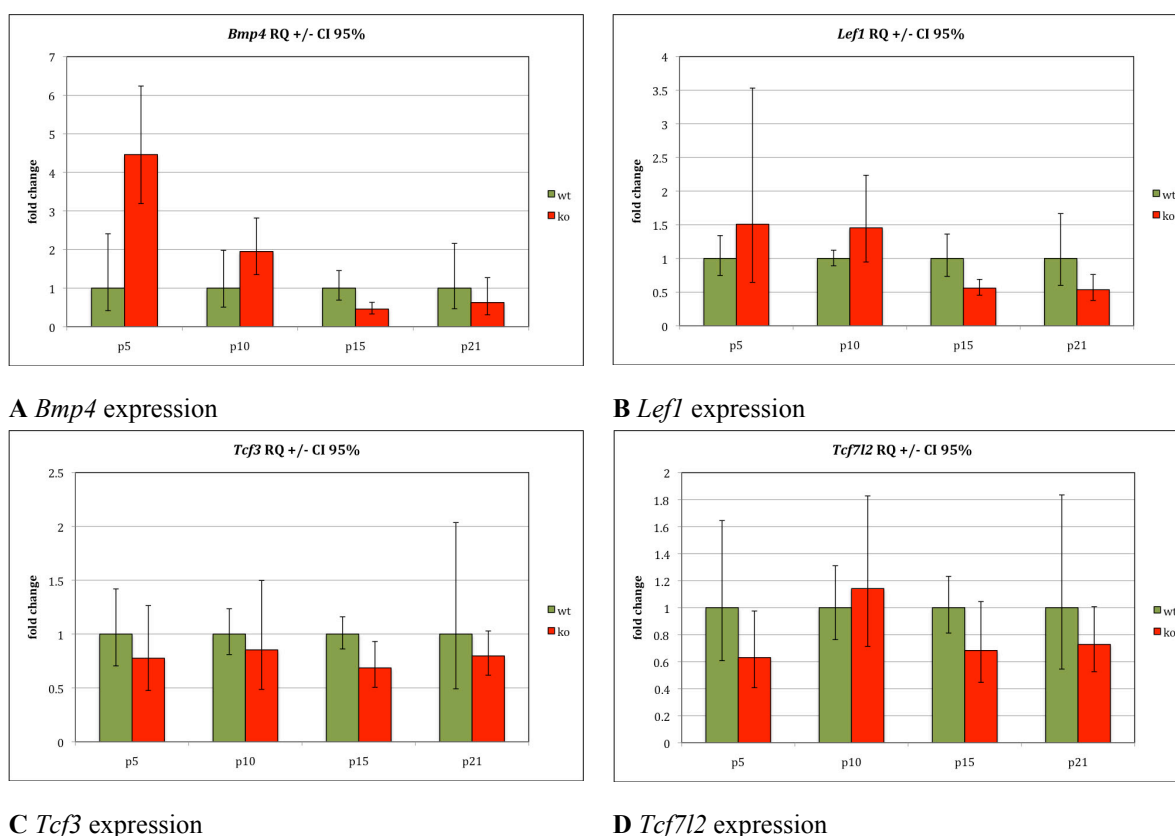 Bmp4 RQ +/- CI 95%
7
6
5
4
3
2
1
0
fold change
p5 p10 p15 p21
wt
ko
A Bmp4 expression
Lef1 RQ +/- CI 95%
4
3.5
3
2.5
2
1.5
1
0.5
0
fold change
p5 p10 p15 p21
wt
ko
B Lef1 expression
Tcf3 RQ +/- CI 95%
2.5
2
1.5
1
0.5
0
fold change
p5 p10 p15 p21
wt
ko
C Tcf3 expression
Tcf7l2 RQ +/- CI 95%
2
1.8
1.6
1.4
1.2
1
0.8
0.6
0.4
0.2
0
fold change
p5 p10 p15 p21
wt
ko
D Tcf7l2 expression